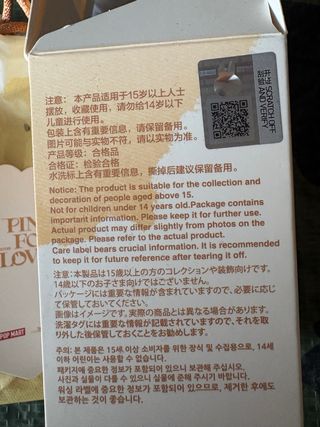 注意：本产品适用于15岁以上人士
摆放，收藏使用，请勿给14岁以下
儿童进行使用。
包装上含有重要信息，请保留备用。
图片可能与实物不符，请以实物为准。
产品等级：合格品
合格证：检验合格
水洗标上含有重要信息，撕掉后建议保留备用。
Notice: The product is suitable for the collection and
decoration of people aged above 15.
Not for children under 14 years old.Package contains
important information. Please keep it for further use.
Actual product may differ slightly from photos on the
package. Please refer to the actual product.
Care label bears crucial information. It is recommended
to keep it for future reference after tearing it off.
注意：本製品は15歳以上の方のコレクションや装飾向けです。
14歳以下のお子さま向けではございません。
パッケージには重要な情報が含まれていますので、必要に応じ
て保管しておいてください。
画像はイメージです。実際の商品とは異なる場合があります。
洗濯タグには重要な情報が記載されていますので、それを取
り外した後保管しておくことをお勧めします。
주의: 본 제품은 15세 이상 소비자를 위한 장식 및 수집용으로, 14세
이하 어린이는 사용할 수 없습니다.
패키지에 중요한 정보가 포함되어 있으니 보관해 주십시오.
사진과 실물이 다를 수 있으니 실물에 준해 주시기 바랍니다.
워싱 라벨에 중요한 정보가 포함되어 있으므로, 제거한 후에도
보관하는 것이 좋습니다.
SCRATCH OFF
AND VERIFY
PIN
FO
LOV
POP MART